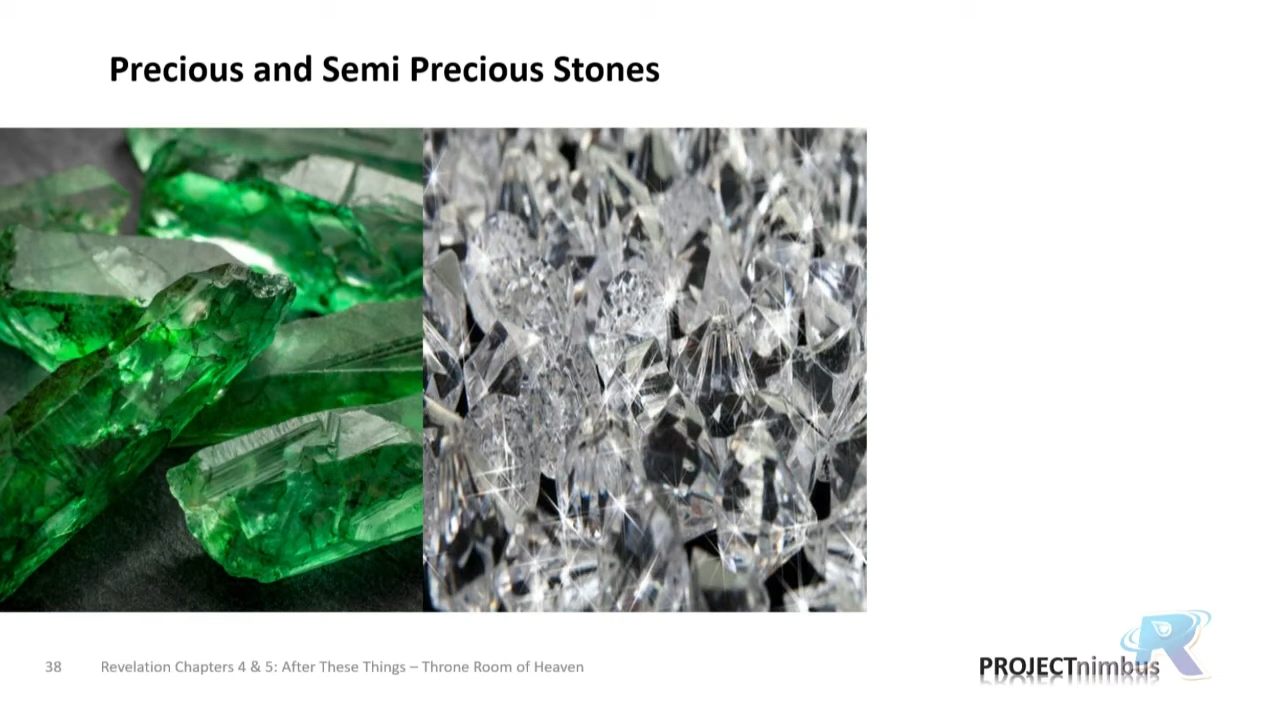 Precious and Semi Precious Stones
38
Revelation Chapters 4 & 5: After These Things – Throne Room of Heaven
PROJECTnimbus
R